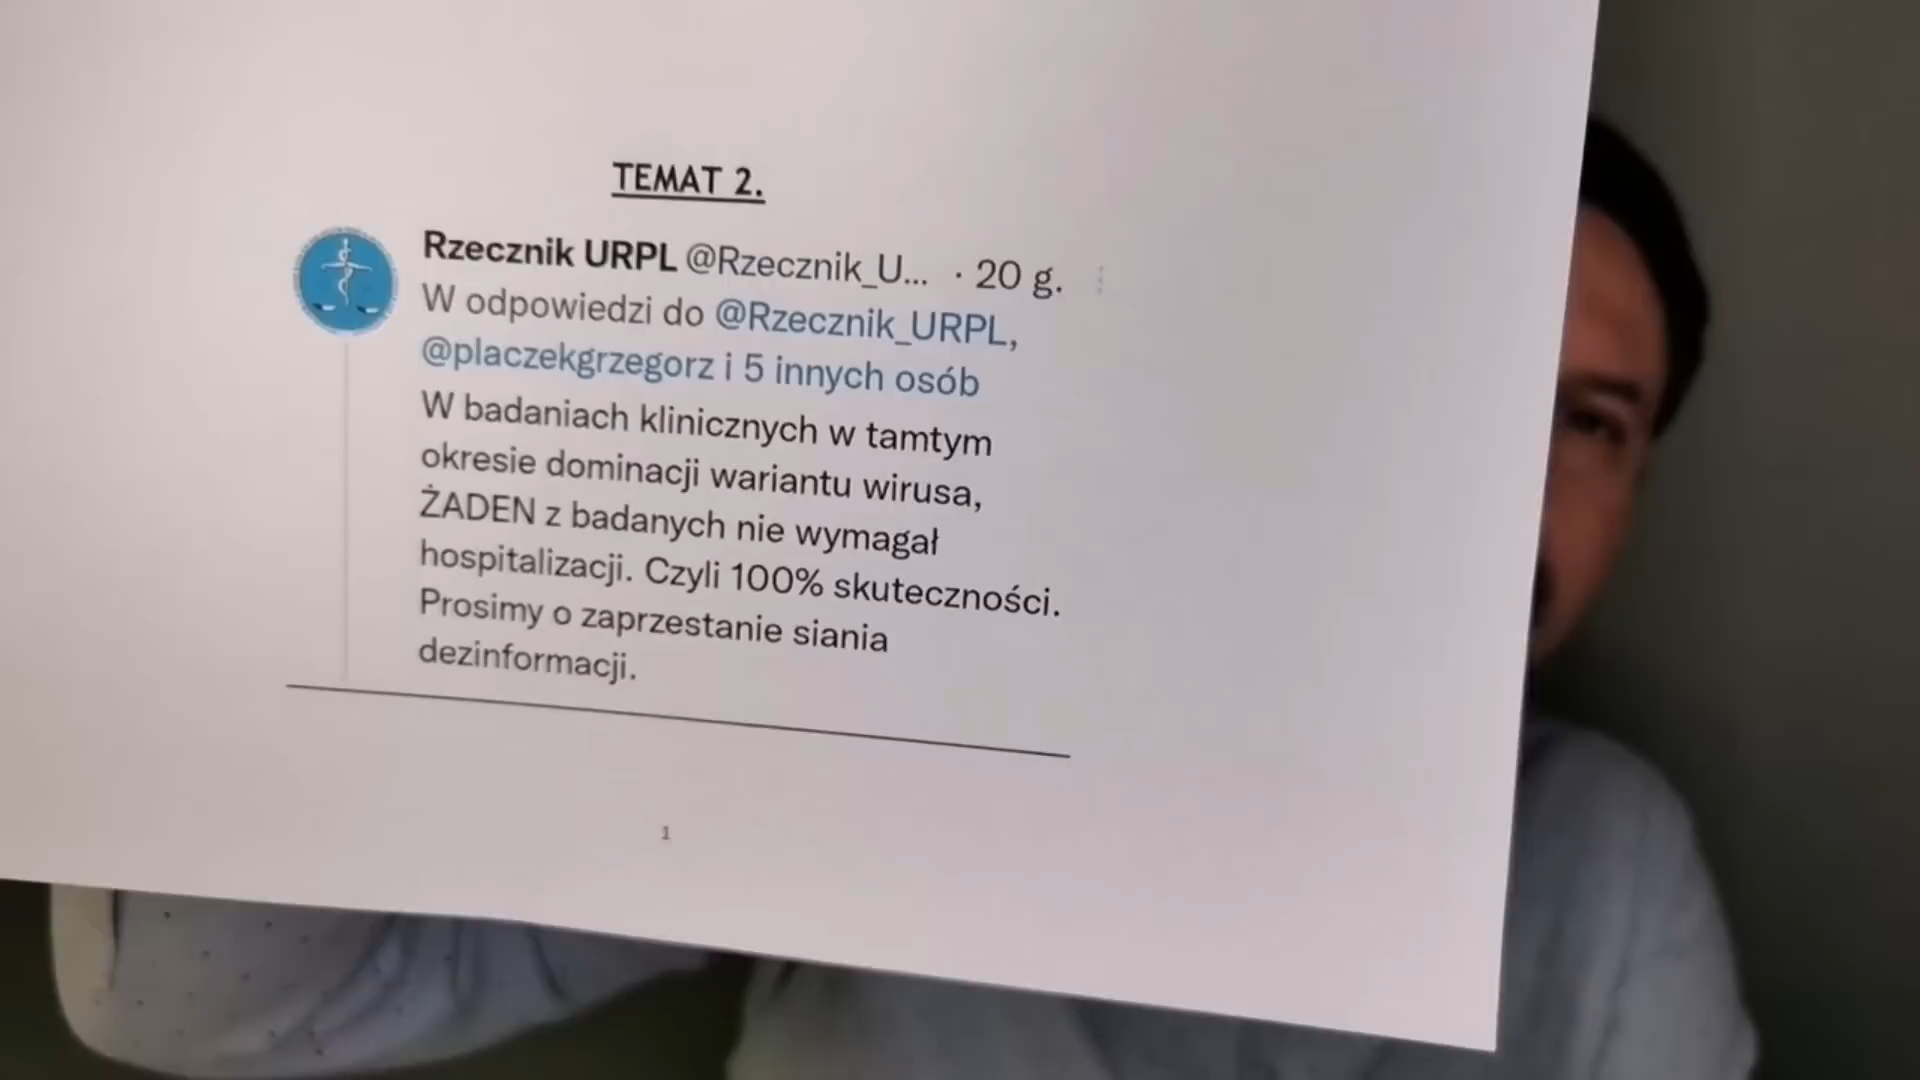 TEMAT 2.
Rzecznik URPL @Rzecznik_U... · 20 g.
W odpowiedzi do @Rzecznik_URPL,
@placzekgrzegorz i 5 innych osób
W badaniach klinicznych w tamtym
okresie dominacji wariantu wirusa,
ŻADEN z badanych nie wymagał
hospitalizacji. Czyli 100% skuteczności.
Prosimy o zaprzestanie siania
dezinformacji.
1